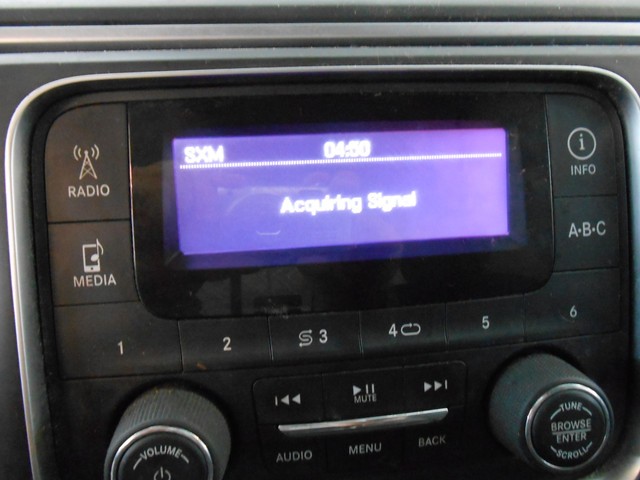 SXM 04:50
Acquiring Signal
RADIO
MEDIA
i
INFO
A·B·C
1
2
3
4
5
6
MUTE
VOLUME
AUDIO
MENU
BACK
TUNE
BROWSE
ENTER
SCROLL